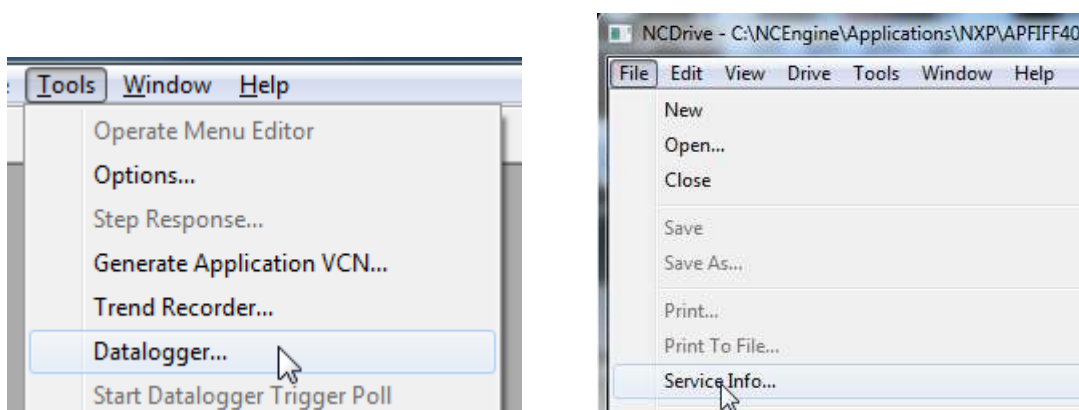 Tools Window Help
Operate Menu Editor
Options...
Step Response...
Generate Application VCN...
Trend Recorder...
Datalogger...
Start Datalogger Trigger Poll
NCDrive - C:\NCEngine\Applications\NXP\APFIFF40
File Edit View Drive Tools Window Help
New
Open...
Close
Save
Save As...
Print...
Print To File...
Service Info...